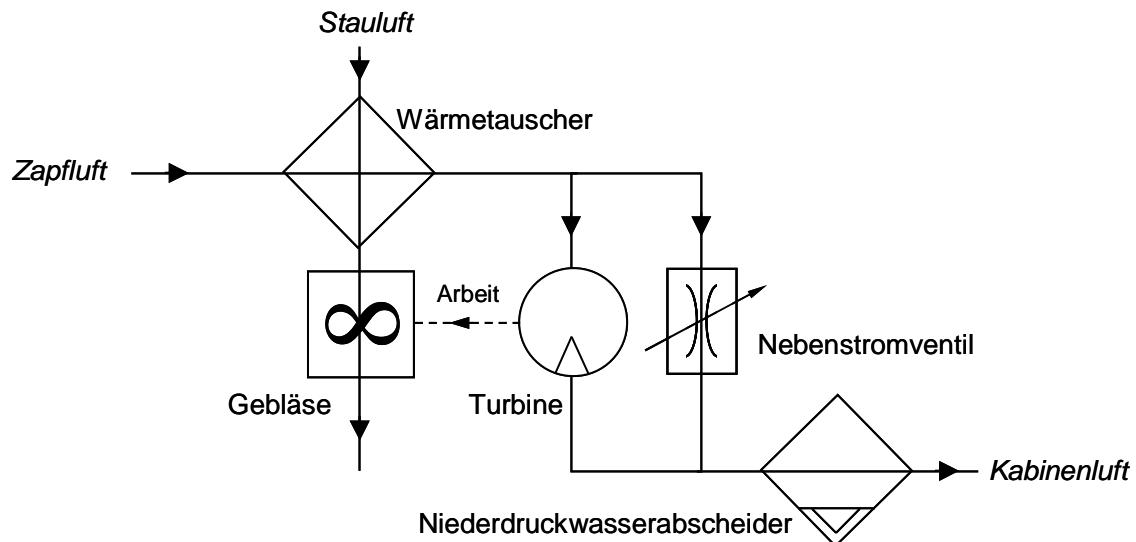 Stauluft
Wärmetauscher
Zapfluft
Arbeit
Nebenstromventil
Gebläse
Turbine
Kabinenluft
Niederdruckwasserabscheider